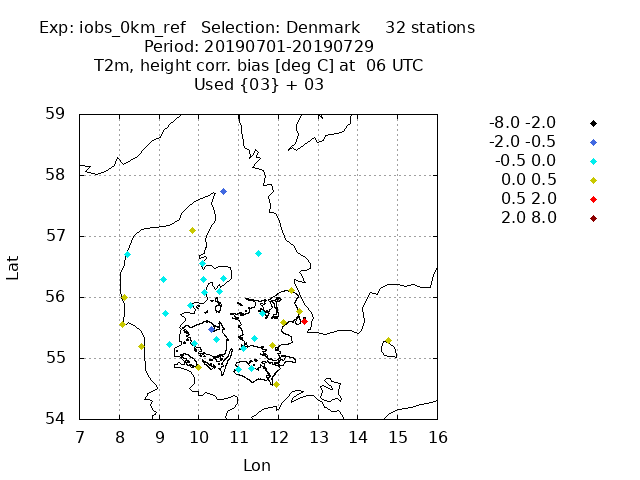 Exp: iobs_0km_ref   Selection: Denmark     32 stations
Period: 20190701-20190729
T2m, height corr. bias [deg C] at  06 UTC
Used {03} + 03
-8.0 -2.0
-2.0 -0.5
-0.5 0.0
0.0 0.5
0.5 2.0
2.0 8.0
59
58
57
56
55
54
Lat
7 8 9 10 11 12 13 14 15 16
Lon